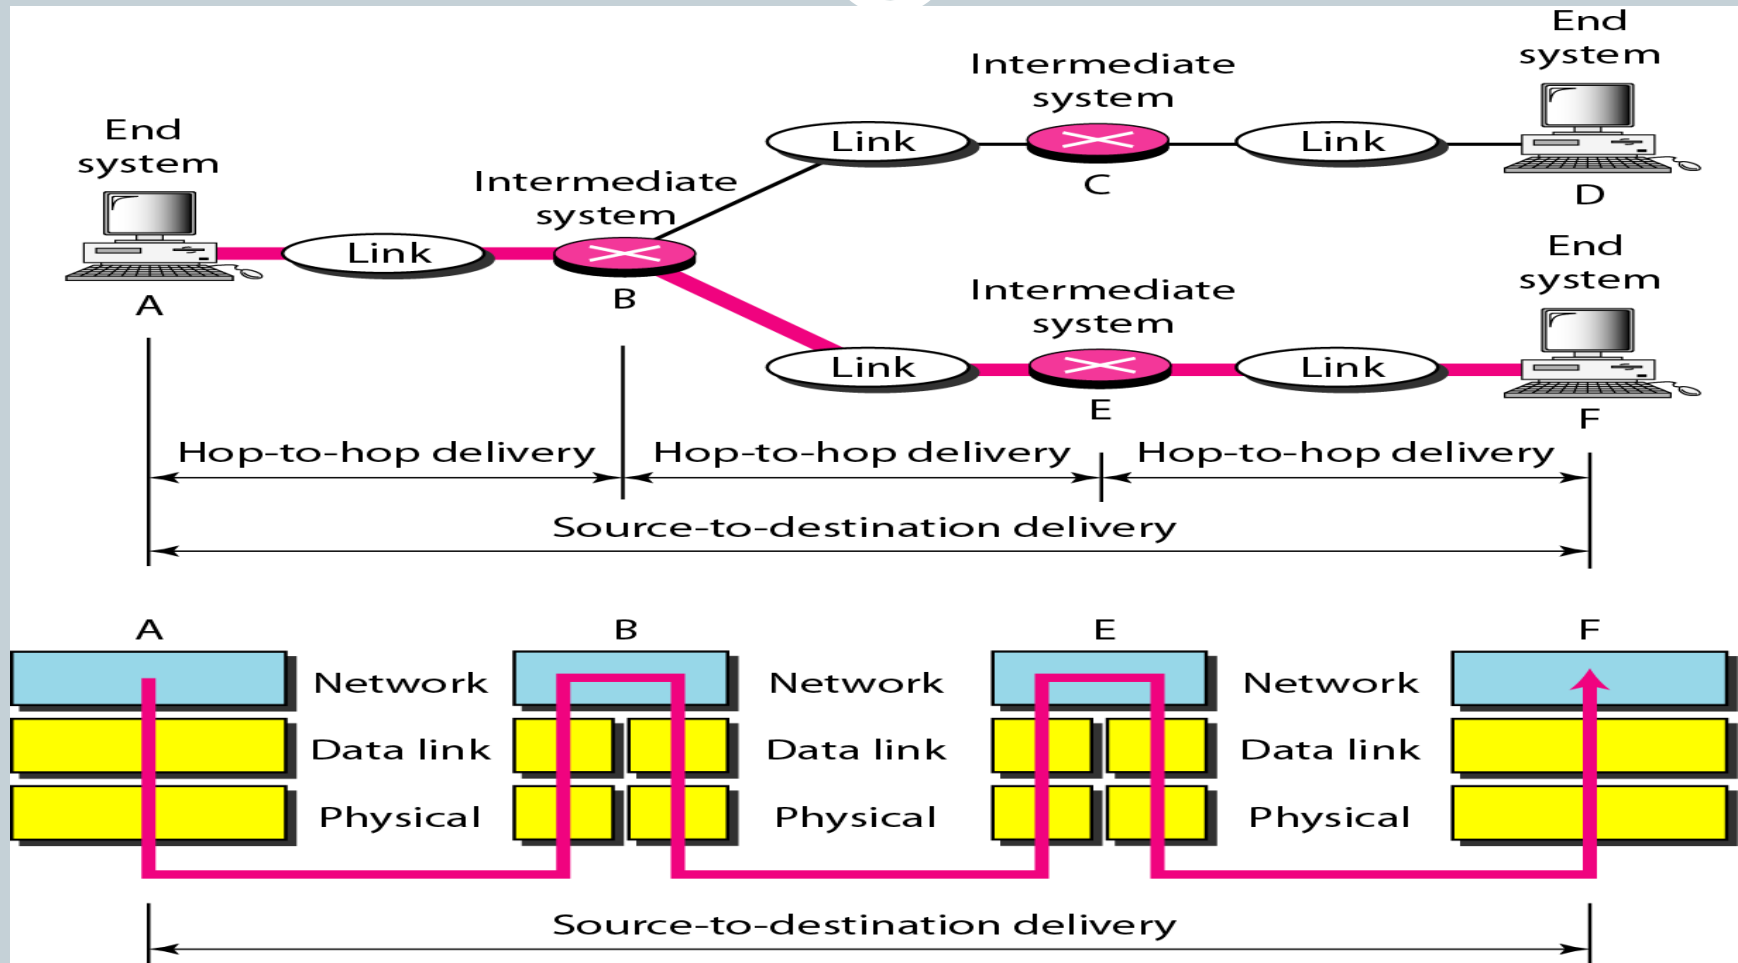 End
system
Intermediate
system
Link
C
Link
D
End
system
A
Link
Intermediate
system
B
Intermediate
system
Link
E
Link
End
system
F
Hop-to-hop delivery
Hop-to-hop delivery
Hop-to-hop delivery
Source-to-destination delivery
A
B
E
F
Network
Network
Network
Data link
Data link
Data link
Physical
Physical
Physical
Source-to-destination delivery